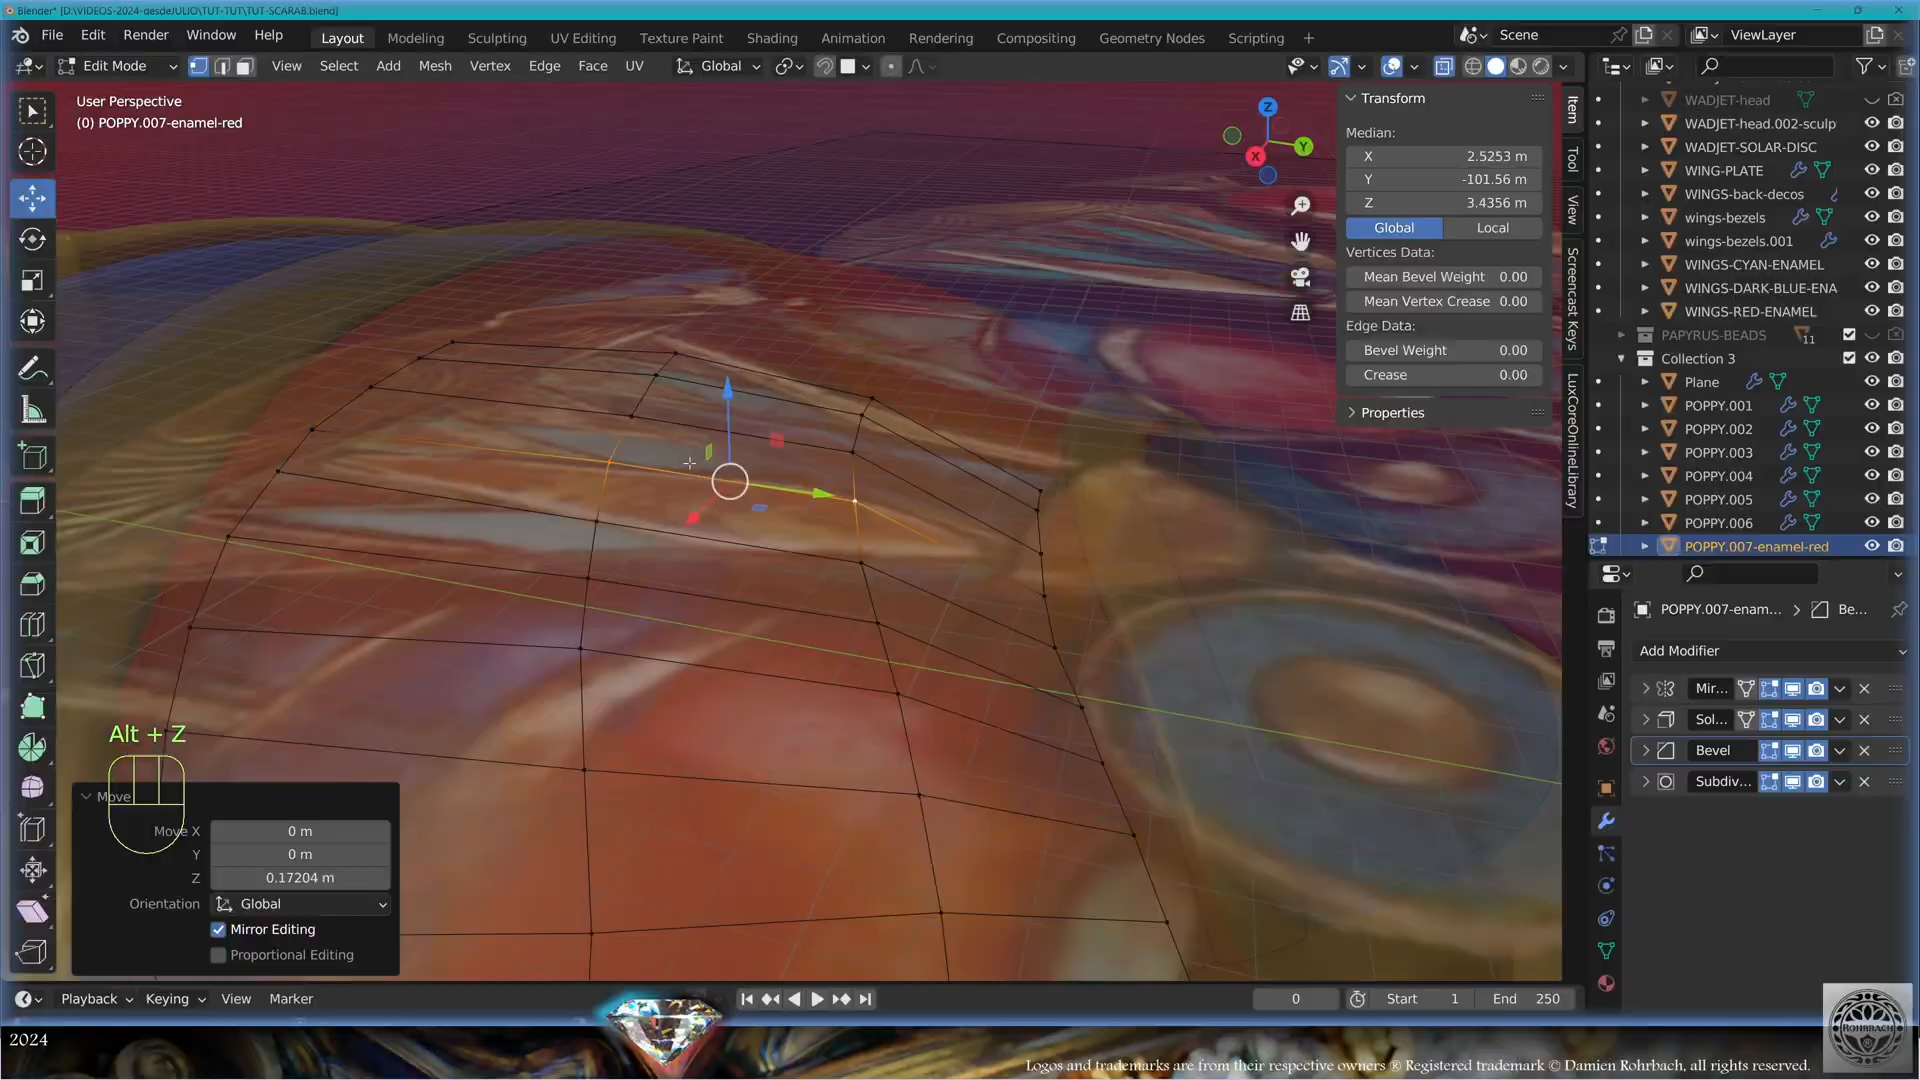 Blender* [D:\VIDEOS-2024-desdeJULIO\TUT-TUT\TUT-SCARAB.blend]
File Edit Render Window Help
Layout Modeling Sculpting UV Editing Texture Paint Shading Animation Rendering Compositing Geometry Nodes Scripting +
Scene
ViewLayer
Edit Mode
View Select Add Mesh Vertex Edge Face UV
Global
User Perspective
(0) POPPY.007-enamel-red
Z
Y
X
Transform
Median:
X 2.5253 m
Y -101.56 m
Z 3.4356 m
Global Local
Vertices Data:
Mean Bevel Weight 0.00
Mean Vertex Crease 0.00
Edge Data:
Bevel Weight 0.00
Crease 0.00
Properties
Item
Tool
View
Screencast Keys
LuxCoreOnlineLibrary
WADJET-head
WADJET-head.002-sculp
WADJET-SOLAR-DISC
WING-PLATE
WINGS-back-decos
wings-bezels
wings-bezels.001
WINGS-CYAN-ENAMEL
WINGS-DARK-BLUE-ENA
WINGS-RED-ENAMEL
PAPYRUS-BEADS 11
Collection 3
Plane
POPPY.001
POPPY.002
POPPY.003
POPPY.004
POPPY.005
POPPY.006
POPPY.007-enamel-red
POPPY.007-enam... Be...
Add Modifier
Mir...
Sol...
Bevel
Subdiv...
Alt + Z
Move
Move X 0 m
Y 0 m
Z 0.17204 m
Orientation Global
Mirror Editing
Proportional Editing
Playback Keying View Marker
0
Start 1
End 250
2024
ROHRBACH
Logos and trademarks are from their respective owners ® Registered trademark © Damien Rohrbach, all rights reserved.